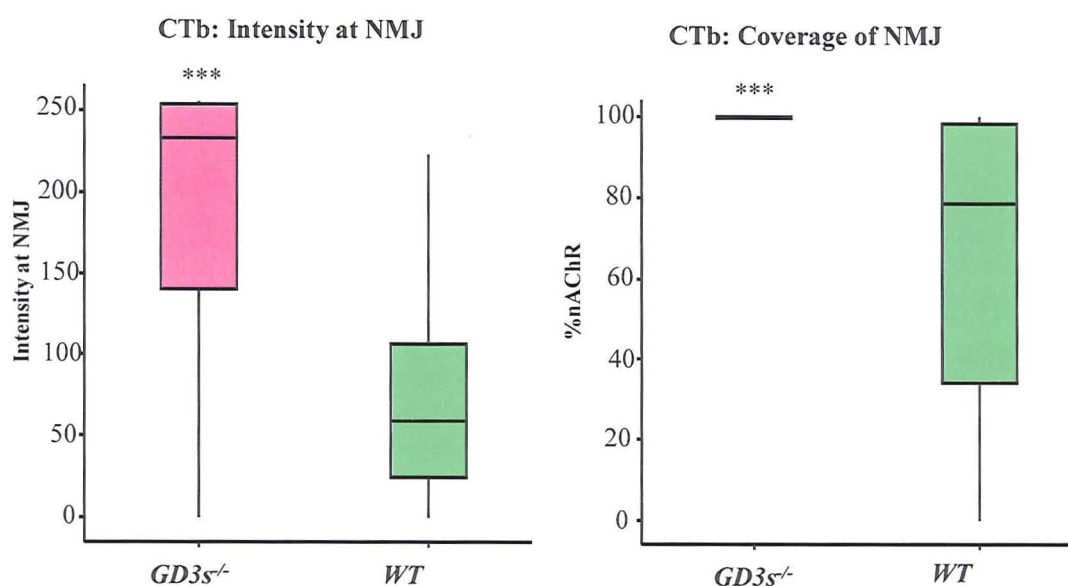 CTb: Intensity at NMJ
***
250
200
150
100
50
0
Intensity at NMJ
GD3s-/-
WT
CTb: Coverage of NMJ
***
100
80
60
40
20
0
%nAChR
GD3s-/-
WT